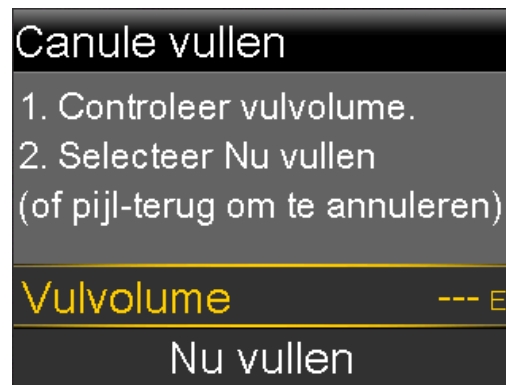 Canule vullen
1. Controleer vulvolume.
2. Selecteer Nu vullen
(of pijl-terug om te annuleren)
Vulvolume --- E
Nu vullen